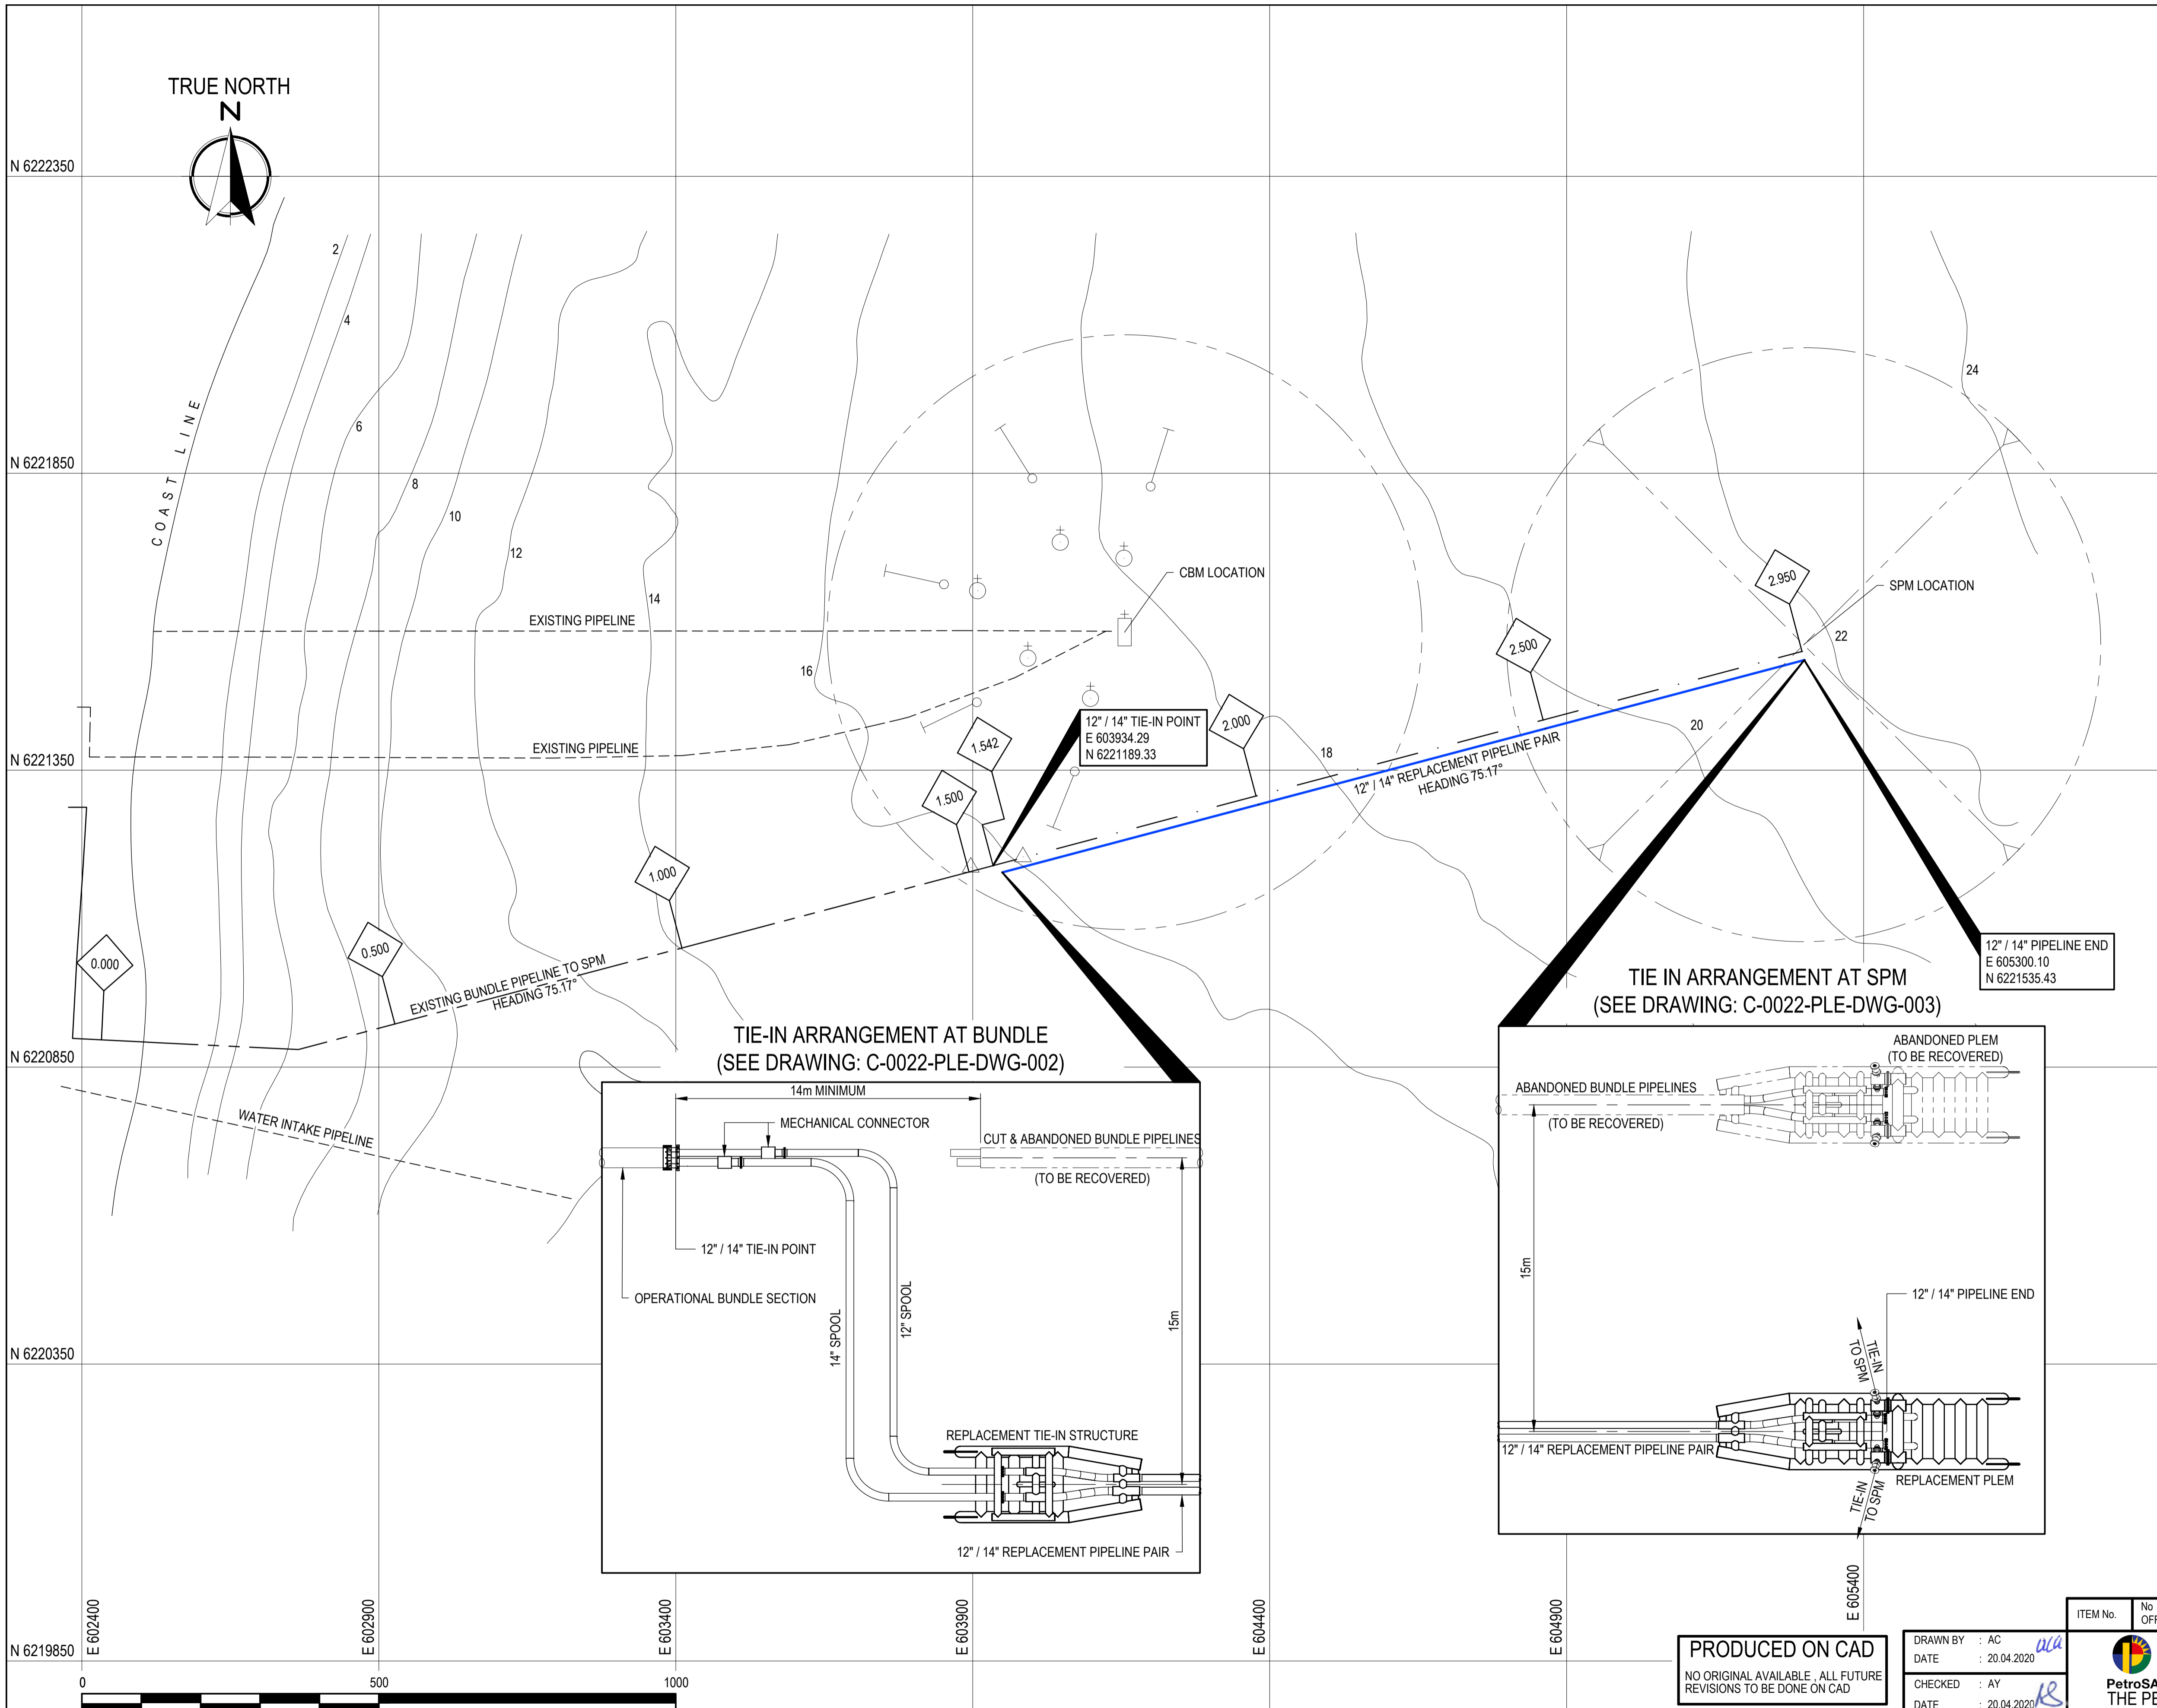 TRUE NORTH
N
N 6222350
N 6221850
N 6221350
N 6220850
N 6220350
N 6219850
COAST LINE
2
4
6
8
10
12
14
16
18
20
22
24
EXISTING PIPELINE
EXISTING PIPELINE
CBM LOCATION
SPM LOCATION
0.000
0.500
1.000
1.500
1.542
2.000
2.500
2.950
12" / 14" TIE-IN POINT
E 603934.29
N 6221189.33
12" / 14" REPLACEMENT PIPELINE PAIR
HEADING 75.17°
EXISTING BUNDLE PIPELINE TO SPM
HEADING 75.17°
WATER INTAKE PIPELINE
12" / 14" PIPELINE END
E 605300.10
N 6221535.43
TIE-IN ARRANGEMENT AT BUNDLE
(SEE DRAWING: C-0022-PLE-DWG-002)
14m MINIMUM
MECHANICAL CONNECTOR
CUT & ABANDONED BUNDLE PIPELINES
(TO BE RECOVERED)
12" / 14" TIE-IN POINT
OPERATIONAL BUNDLE SECTION
14" SPOOL
12" SPOOL
15m
REPLACEMENT TIE-IN STRUCTURE
12" / 14" REPLACEMENT PIPELINE PAIR
TIE IN ARRANGEMENT AT SPM
(SEE DRAWING: C-0022-PLE-DWG-003)
ABANDONED PLEM
(TO BE RECOVERED)
ABANDONED BUNDLE PIPELINES
(TO BE RECOVERED)
15m
12" / 14" PIPELINE END
TIE-IN
TO SPM
12" / 14" REPLACEMENT PIPELINE PAIR
REPLACEMENT PLEM
TIE-IN
TO SPM
E 602400
E 602900
E 603400
E 603900
E 604400
E 604900
E 605400
0
500
1000
PRODUCED ON CAD
NO ORIGINAL AVAILABLE , ALL FUTURE
REVISIONS TO BE DONE ON CAD
ITEM No.
No
DRAWN BY : AC
DATE : 20.04.2020
CHECKED : AY
DATE : 20.04.2020
PetroSA
THE